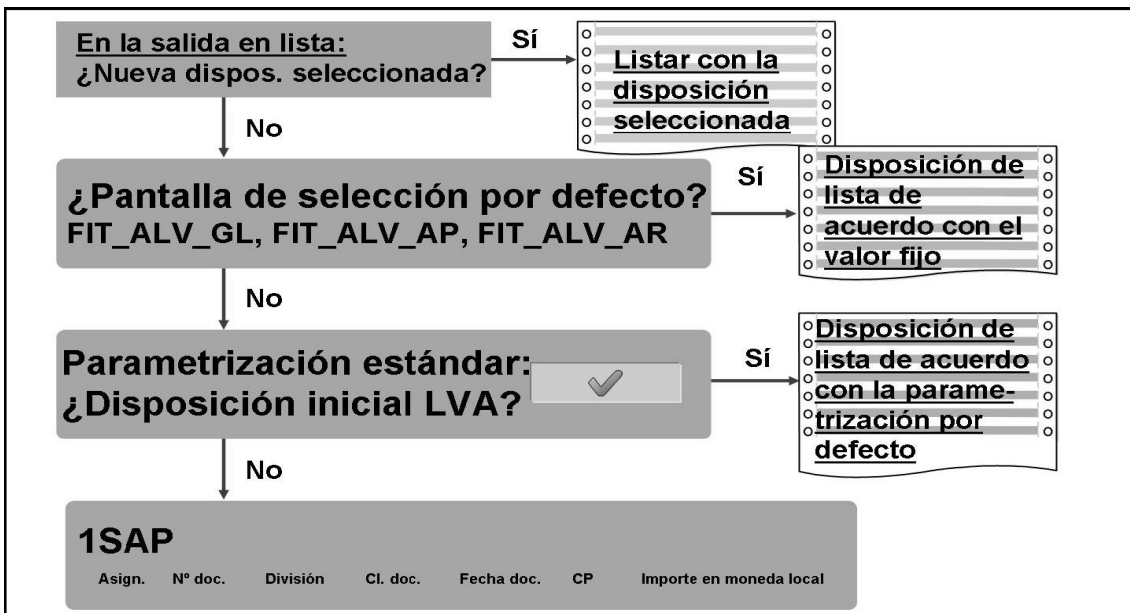 En la salida en lista:
¿Nueva dispos. seleccionada?
Sí
Listar con la
disposición
seleccionada
No
¿Pantalla de selección por defecto?
FIT_ALV_GL, FIT_ALV_AP, FIT_ALV_AR
Sí
Disposición de
lista de
acuerdo con el
valor fijo
No
Parametrización estándar:
¿Disposición inicial LVA?
Sí
Disposición de
lista de acuerdo
con la parame-
trización por
defecto
No
1SAP
Asign. Nº doc. División Cl. doc. Fecha doc. CP Importe en moneda local